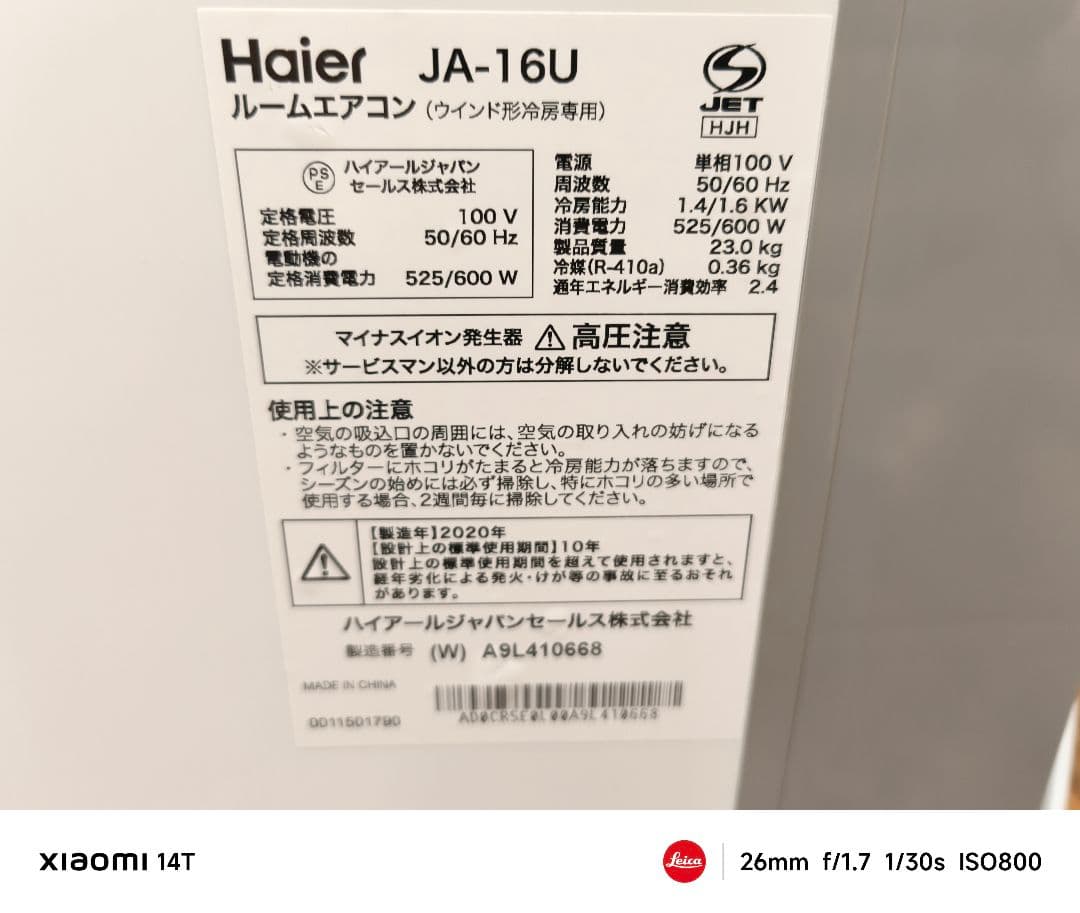 Haier JA-16U
ルームエアコン (ウインド形冷房専用)
JET
HJH
PS
E
ハイアールジャパン
セールス株式会社
定格電圧 100 V
定格周波数 50/60 Hz
電動機の
定格消費電力 525/600 W
電源 単相100 V
周波数 50/60 Hz
冷房能力 1.4/1.6 KW
消費電力 525/600 W
製品質量 23.0 kg
冷媒(R-410a) 0.36 kg
通年エネルギー消費効率 2.4
マイナスイオン発生器 ⚠高圧注意
※サービスマン以外の方は分解しないでください。
使用上の注意
・空気の吸込口の周囲には、空気の取り入れの妨げになる
ようなものを置かないでください。
・フィルターにホコリがたまると冷房能力が落ちますので、
シーズンの始めには必ず掃除し、特にホコリの多い場所で
使用する場合、2週間毎に掃除してください。
【製造年】2020年
【設計上の標準使用期間】10年
設計上の標準使用期間を超えて使用されますと、
経年劣化による発火・けが等の事故に至るおそれ
があります。
ハイアールジャパンセールス株式会社
製造番号 (W) A9L410668
MADE IN CHINA
0011501790
AD0CRSE0L00A9L410668
xiaomi 14T
Leica
26mm f/1.7 1/30s ISO800